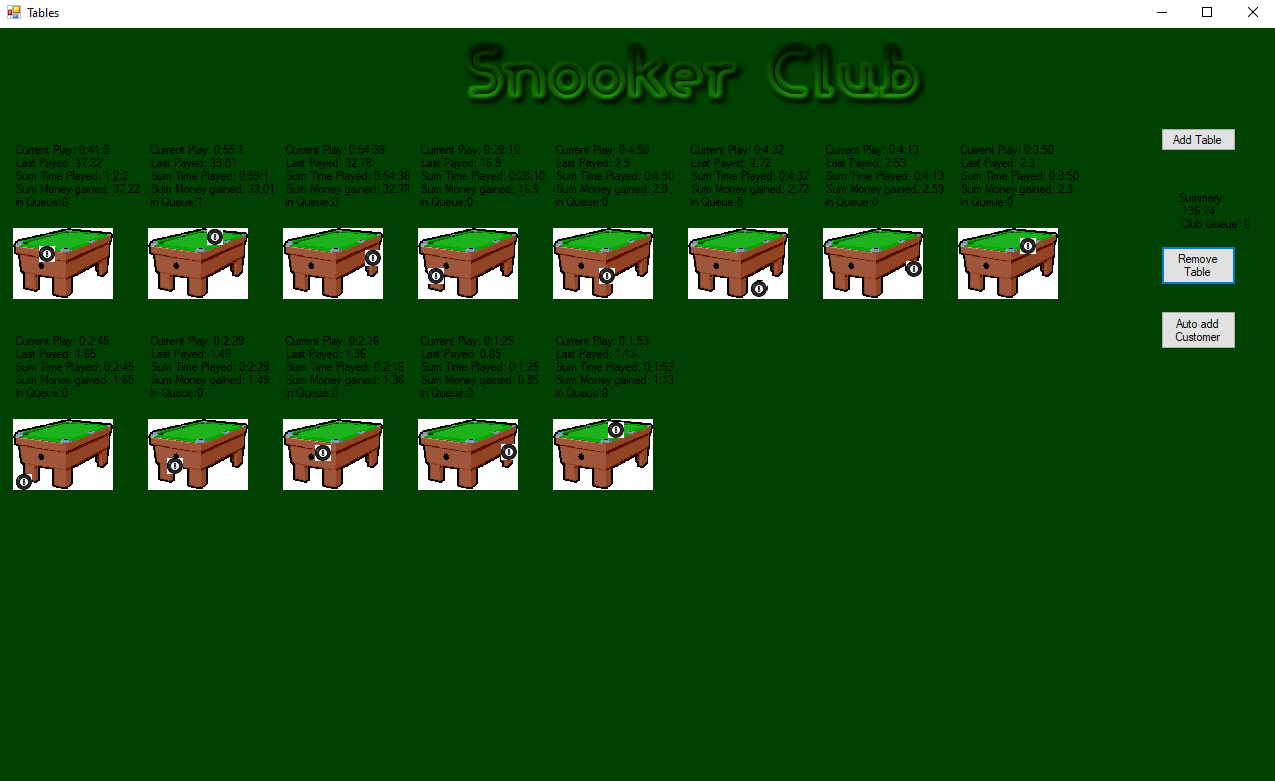 Tables
Snooker Club
Current Play: 0:41:0
Last Payed: 37.22
Sum Time Played: 1:2:2
Sum Money gained: 37.22
in Queue:0
Current Play: 0:55:1
Last Payed: 33.01
Sum Time Played: 0:55:1
Sum Money gained: 33.01
in Queue:1
Current Play: 0:54:38
Last Payed: 32.78
Sum Time Played: 0:54:38
Sum Money gained: 32.78
in Queue:0
Current Play: 0:28:10
Last Payed: 16.9
Sum Time Played: 0:28:10
Sum Money gained: 16.9
in Queue:0
Current Play: 0:4:50
Last Payed: 2.9
Sum Time Played: 0:4:50
Sum Money gained: 2.9
in Queue:0
Current Play: 0:4:32
Last Payed: 2.72
Sum Time Played: 0:4:32
Sum Money gained: 2.72
in Queue:0
Current Play: 0:4:13
Last Payed: 2.53
Sum Time Played: 0:4:13
Sum Money gained: 2.53
in Queue:0
Current Play: 0:3:50
Last Payed: 2.3
Sum Time Played: 0:3:50
Sum Money gained: 2.3
in Queue:0
Add Table
Summery:
136.74
Club Queue: 0
Remove
Table
Auto add
Customer
Current Play: 0:2:45
Last Payed: 1.65
Sum Time Played: 0:2:45
Sum Money gained: 1.65
in Queue:0
Current Play: 0:2:29
Last Payed: 1.49
Sum Time Played: 0:2:29
Sum Money gained: 1.49
in Queue:0
Current Play: 0:2:16
Last Payed: 1.36
Sum Time Played: 0:2:16
Sum Money gained: 1.36
in Queue:0
Current Play: 0:1:25
Last Payed: 0.85
Sum Time Played: 0:1:25
Sum Money gained: 0.85
in Queue:0
Current Play: 0:1:53
Last Payed: 1.13
Sum Time Played: 0:1:53
Sum Money gained: 1.13
in Queue:0